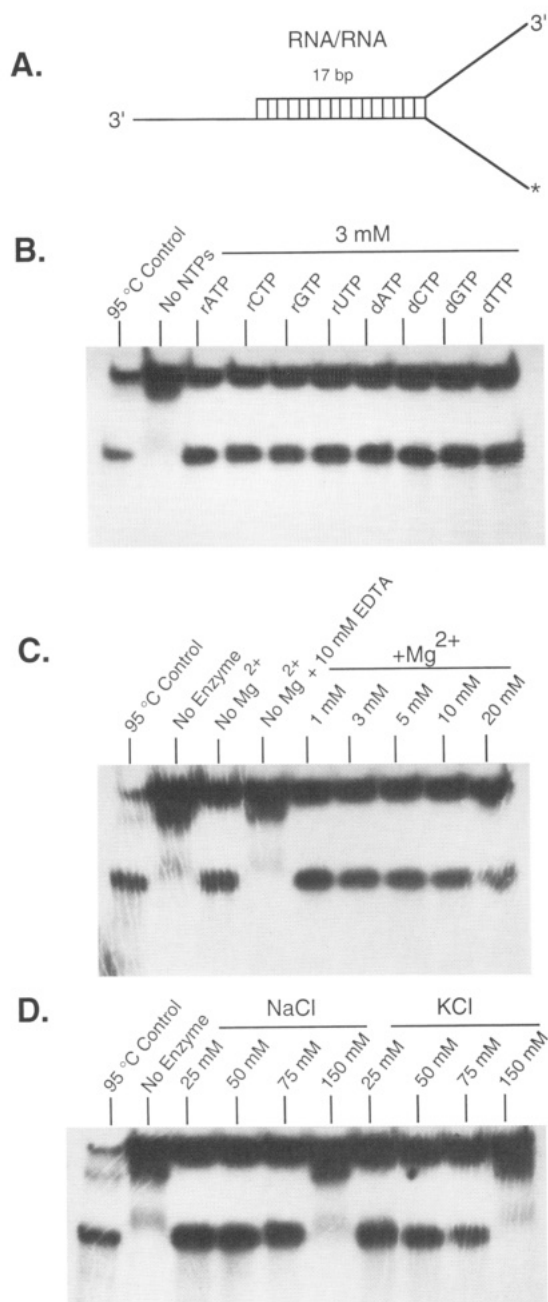 A.
RNA/RNA
17 bp
3'
3'
*
B.
3 mM
95 °C Control
No NTPs
rATP
rCTP
rGTP
rUTP
dATP
dCTP
dGTP
dTTP
C.
+Mg2+
95 °C Control
No Enzyme
No Mg2+
No Mg2+ + 10 mM EDTA
1 mM
3 mM
5 mM
10 mM
20 mM
D.
NaCl
KCl
95 °C Control
No Enzyme
25 mM
50 mM
75 mM
150 mM
25 mM
50 mM
75 mM
150 mM